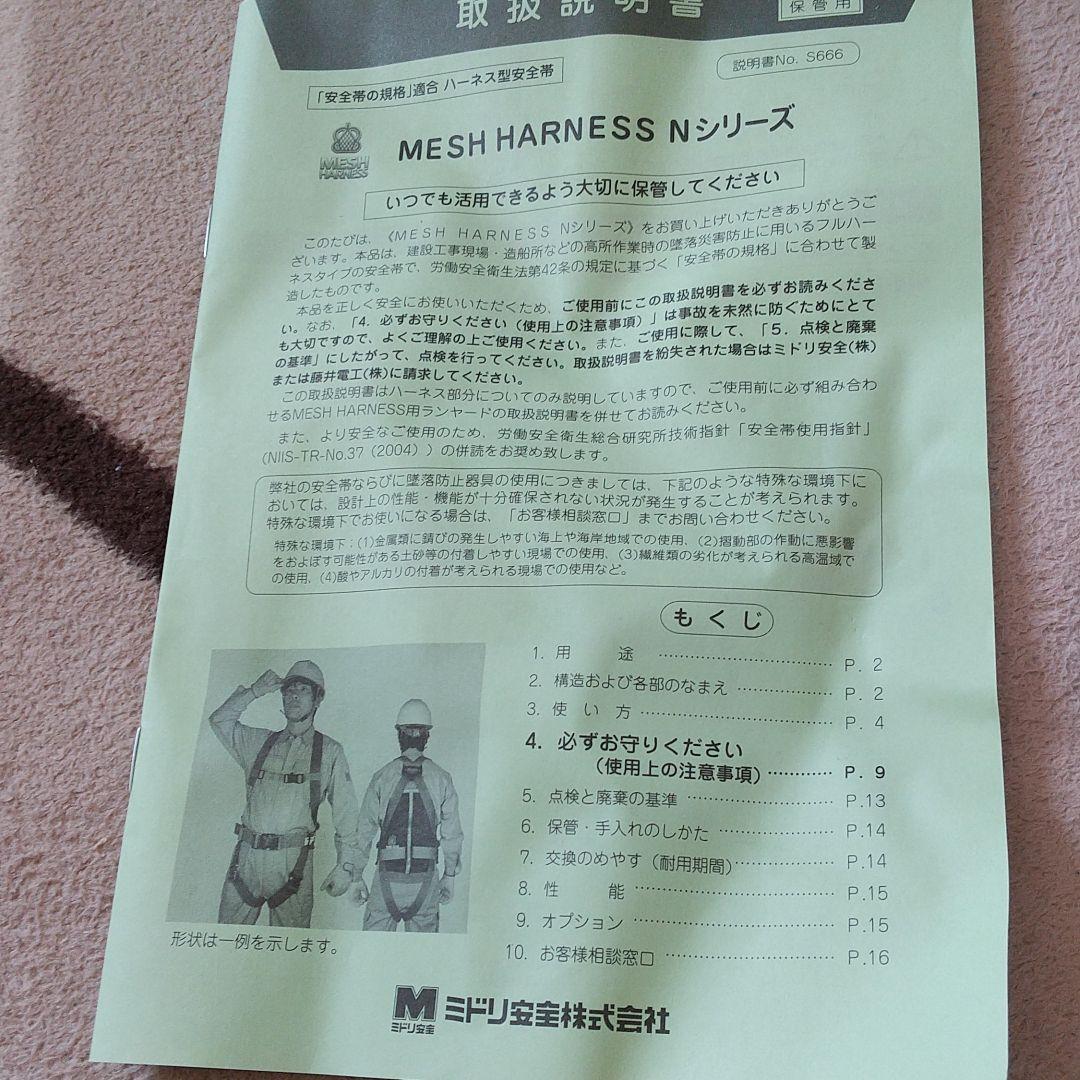 取扱説明書
保管用
説明書No. S666
「安全帯の規格」適合 ハーネス型安全帯
MESH
HARNESS
MESH HARNESS Nシリーズ
いつでも活用できるよう大切に保管してください
このたびは、《MESH HARNESS Nシリーズ》をお買い上げいただきありがとうご
ざいます。本品は、建設工事現場・造船所などの高所作業時の墜落災害防止に用いるフルハー
ネスタイプの安全帯で、労働安全衛生法第42条の規定に基づく「安全帯の規格」に合わせて製
造したものです。
本品を正しく安全にお使いいただくため、ご使用前にこの取扱説明書を必ずお読みくださ
い。なお、「4．必ずお守りください（使用上の注意事項）」は事故を未然に防ぐためにとて
も大切ですので、よくご理解の上ご使用ください。また、ご使用に際して、「5．点検と廃棄
の基準」にしたがって、点検を行ってください。取扱説明書を紛失された場合はミドリ安全(株)
または藤井電工(株)に請求してください。
この取扱説明書はハーネス部分についてのみ説明していますので、ご使用前に必ず組み合わ
せるMESH HARNESS用ランヤードの取扱説明書を併せてお読みください。
また、より安全なご使用のため、労働安全衛生総合研究所技術指針「安全帯使用指針」
(NIIS-TR-No.37（2004））の併読をお奨め致します。
弊社の安全帯ならびに墜落防止器具の使用につきましては、下記のような特殊な環境下に
おいては、設計上の性能・機能が十分確保されない状況が発生することが考えられます。
特殊な環境下でお使いになる場合は、「お客様相談窓口」までお問い合わせください。
特殊な環境下：(1)金属類に錆びの発生しやすい海上や海岸地域での使用、(2)摺動部の作動に悪影響
をおよぼす可能性がある土砂等の付着しやすい現場での使用、(3)繊維類の劣化が考えられる高温域で
の使用、(4)酸やアルカリの付着が考えられる現場での使用など。
もくじ
1．用　途 ………… P. 2
2．構造および各部のなまえ ………… P. 2
3．使い方 ………… P. 4
4．必ずお守りください
（使用上の注意事項） ………… P. 9
5．点検と廃棄の基準 ………… P.13
6．保管・手入れのしかた ………… P.14
7．交換のめやす（耐用期間） ………… P.14
8．性　能 ………… P.15
9．オプション ………… P.15
10．お客様相談窓口 ………… P.16
形状は一例を示します。
M
ミドリ安全
ミドリ安全株式会社